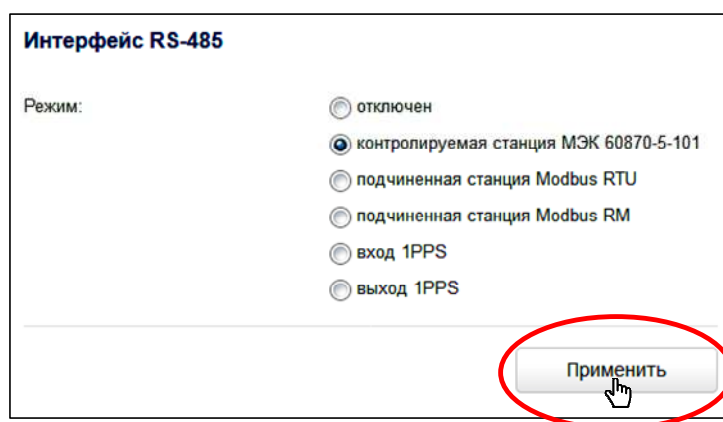 Интерфейс RS-485
Режим:
отключен
контролируемая станция МЭК 60870-5-101
подчиненная станция Modbus RTU
подчиненная станция Modbus RM
вход 1PPS
выход 1PPS
Применить